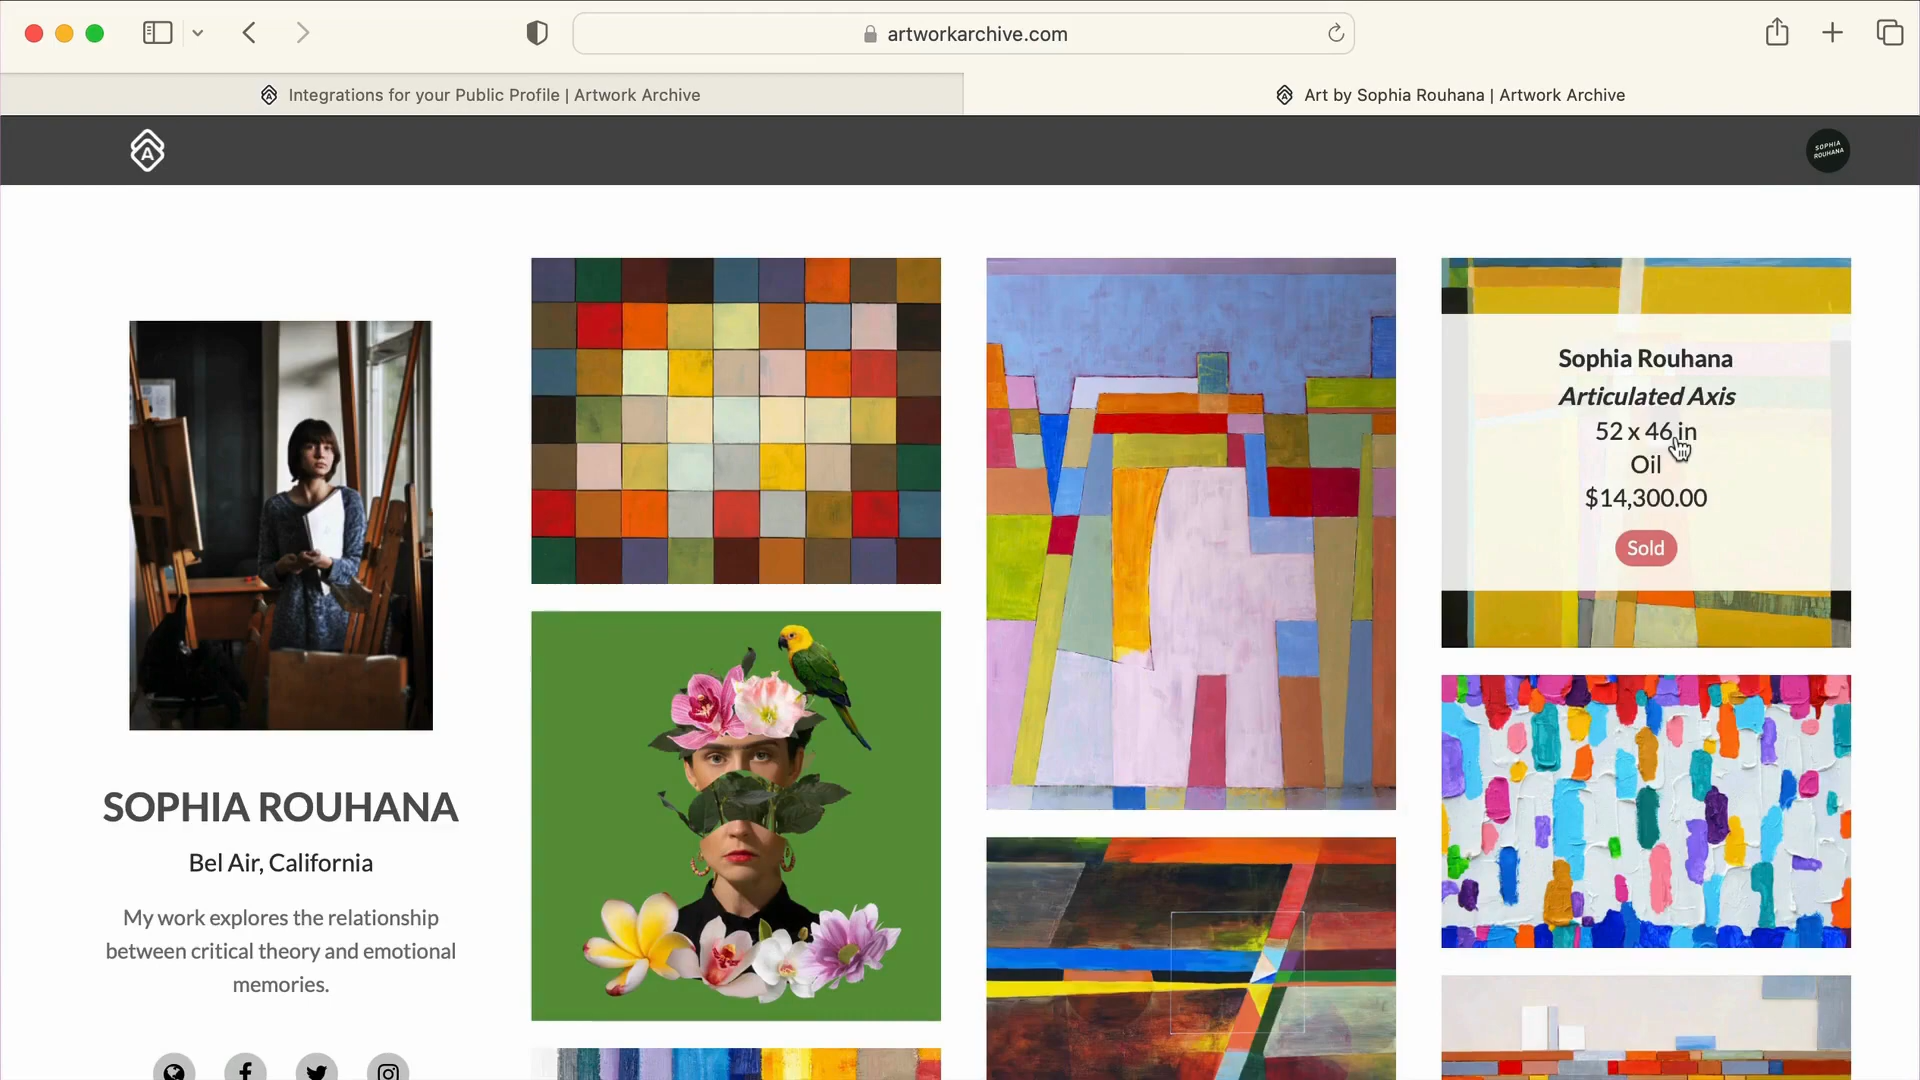 artworkarchive.com
Integrations for your Public Profile | Artwork Archive
Art by Sophia Rouhana | Artwork Archive
A
SOPHIA
ROUHANA
Sophia Rouhana
Articulated Axis
52 x 46 in
Oil
$14,300.00
Sold
SOPHIA ROUHANA
Bel Air, California
My work explores the relationship
between critical theory and emotional
memories.